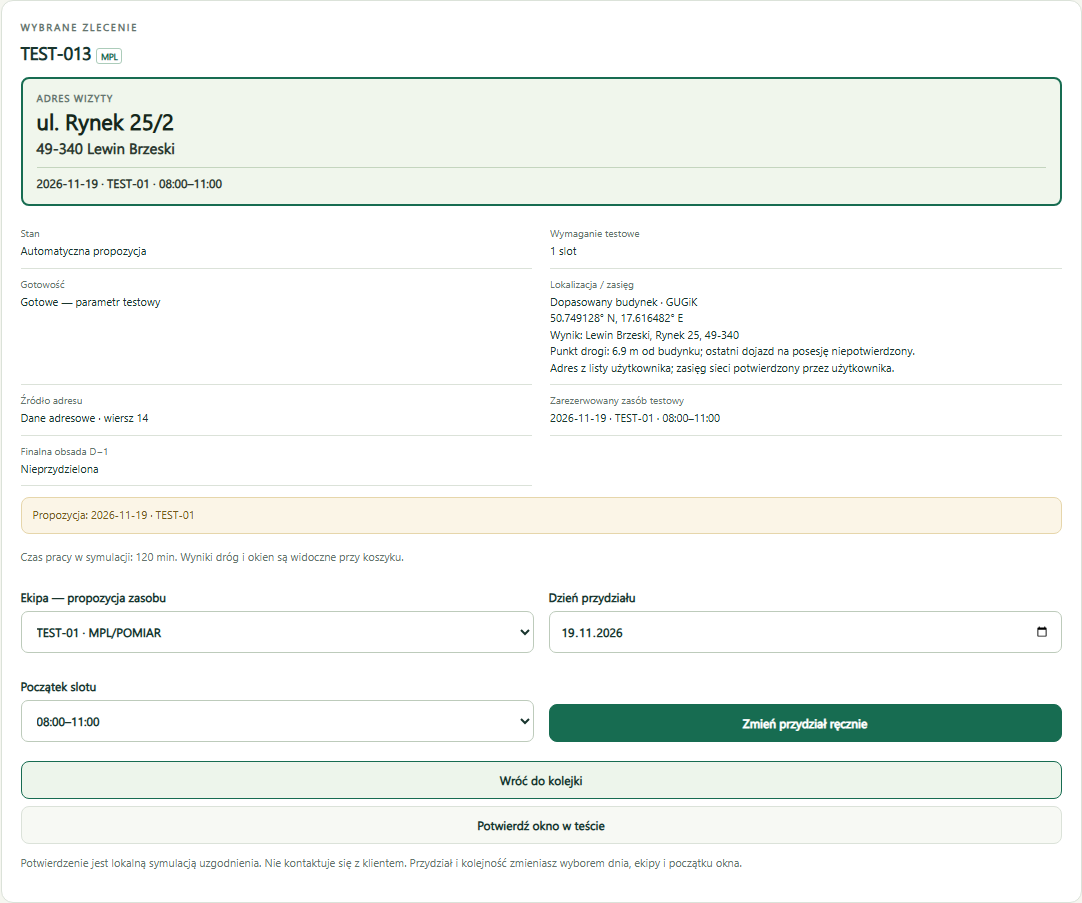 WYBRANE ZLECENIE
TEST-013 MPL
ADRES WIZYTY
ul. Rynek 25/2
49-340 Lewin Brzeski
2026-11-19 · TEST-01 · 08:00–11:00
Stan
Automatyczna propozycja
Wymaganie testowe
1 slot
Gotowość
Gotowe — parametr testowy
Lokalizacja / zasięg
Dopasowany budynek · GUGiK
50.749128° N, 17.616482° E
Wynik: Lewin Brzeski, Rynek 25, 49-340
Punkt drogi: 6.9 m od budynku; ostatni dojazd na posesję niepotwierdzony.
Adres z listy użytkownika; zasięg sieci potwierdzony przez użytkownika.
Źródło adresu
Dane adresowe · wiersz 14
Zarezerwowany zasób testowy
2026-11-19 · TEST-01 · 08:00–11:00
Finalna obsada D–1
Nieprzydzielona
Propozycja: 2026-11-19 · TEST-01
Czas pracy w symulacji: 120 min. Wyniki dróg i okien są widoczne przy koszyku.
Ekipa — propozycja zasobu
TEST-01 · MPL/POMIAR
Dzień przydziału
19.11.2026
Początek slotu
08:00–11:00
Zmień przydział ręcznie
Wróć do kolejki
Potwierdź okno w teście
Potwierdzenie jest lokalną symulacją uzgodnienia. Nie kontaktuje się z klientem. Przydział i kolejność zmieniasz wyborem dnia, ekipy i początku okna.